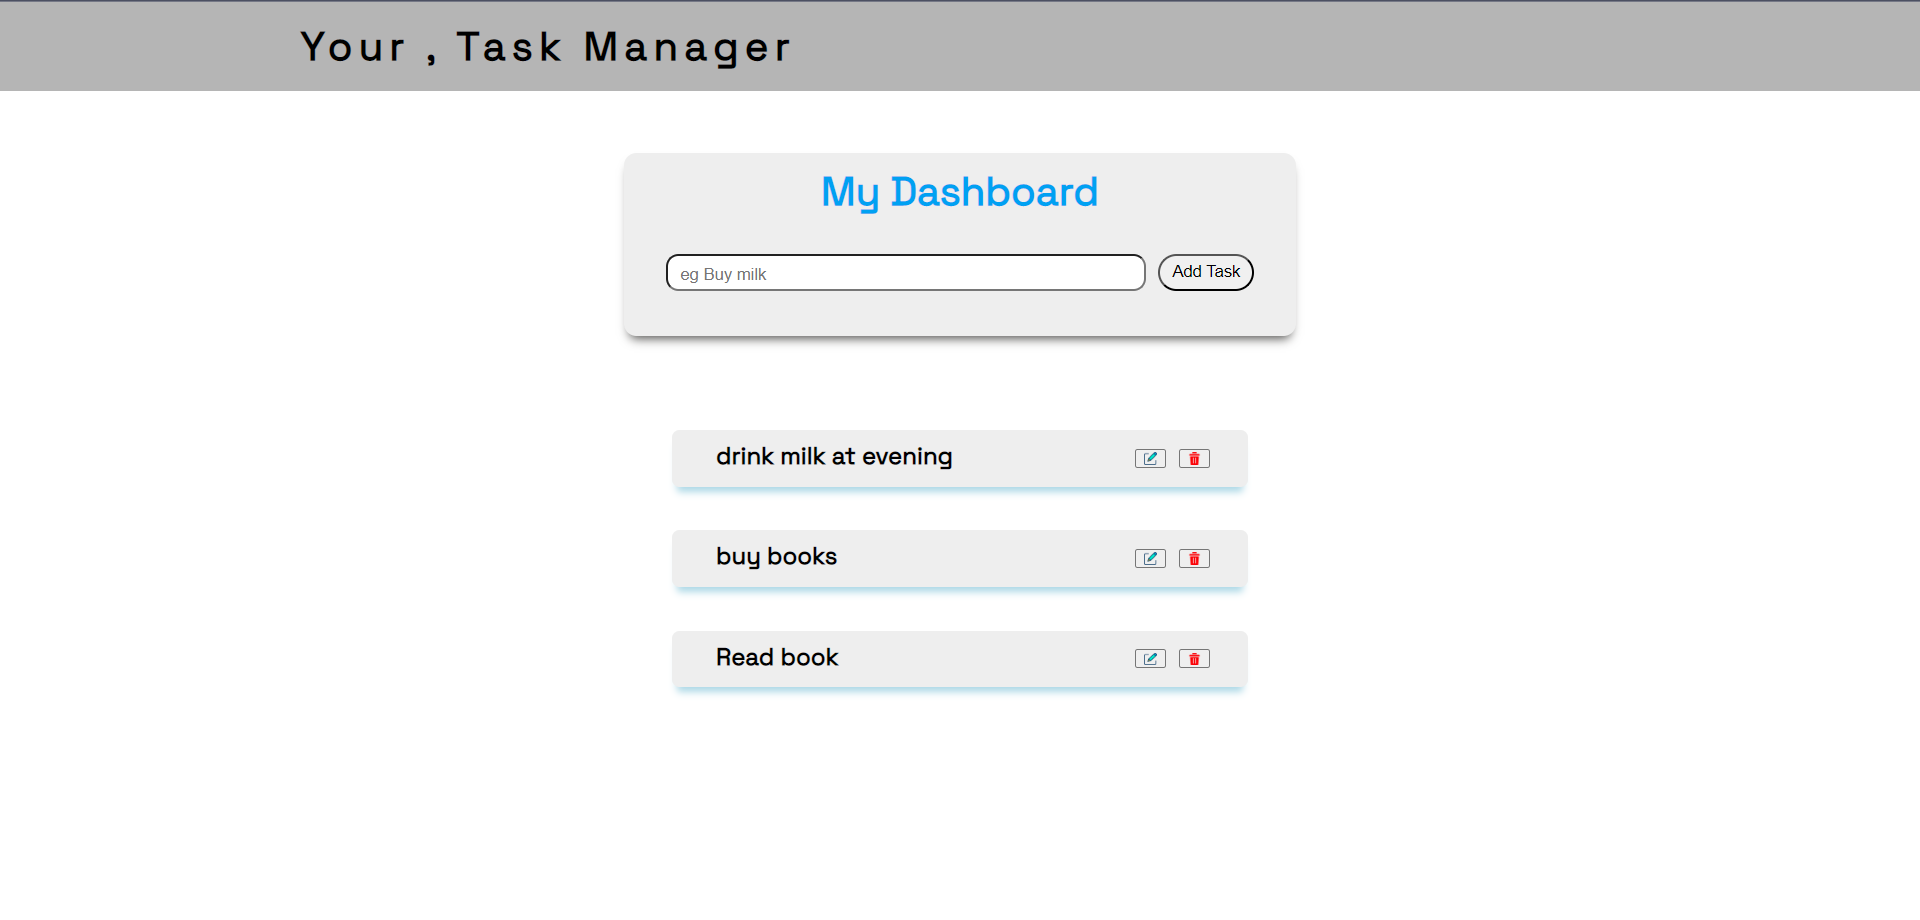 Your , Task Manager
My Dashboard
eg Buy milk
Add Task
drink milk at evening
buy books
Read book